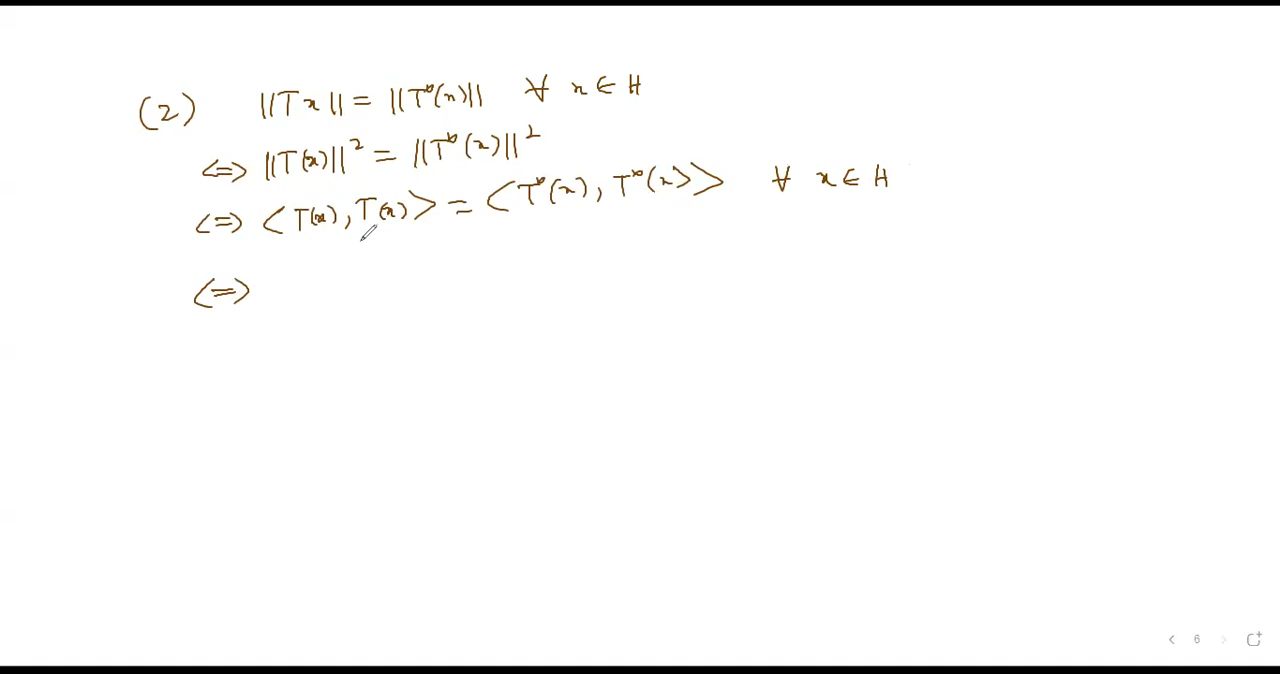 (2) ||Tx|| = ||T*(x)|| ∀ x ∈ H
<=> ||T(x)||² = ||T*(x)||²
<=> <T(x), T(x)> = <T*(x), T*(x)> ∀ x ∈ H
<=>
6